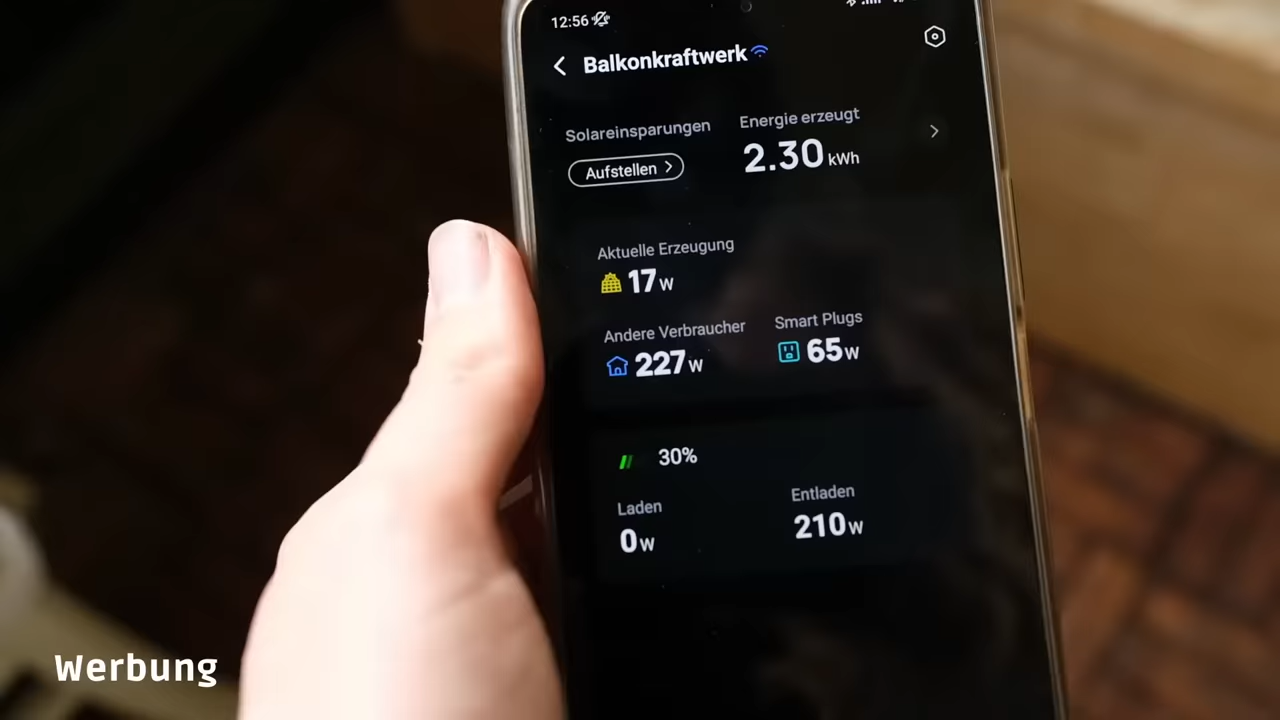 12:56
Balkonkraftwerk
Solareinsparungen
Aufstellen
Energie erzeugt
2.30 kWh
Aktuelle Erzeugung
17 W
Andere Verbraucher
227 W
Smart Plugs
65 W
30%
Laden
0 W
Entladen
210 W
Werbung